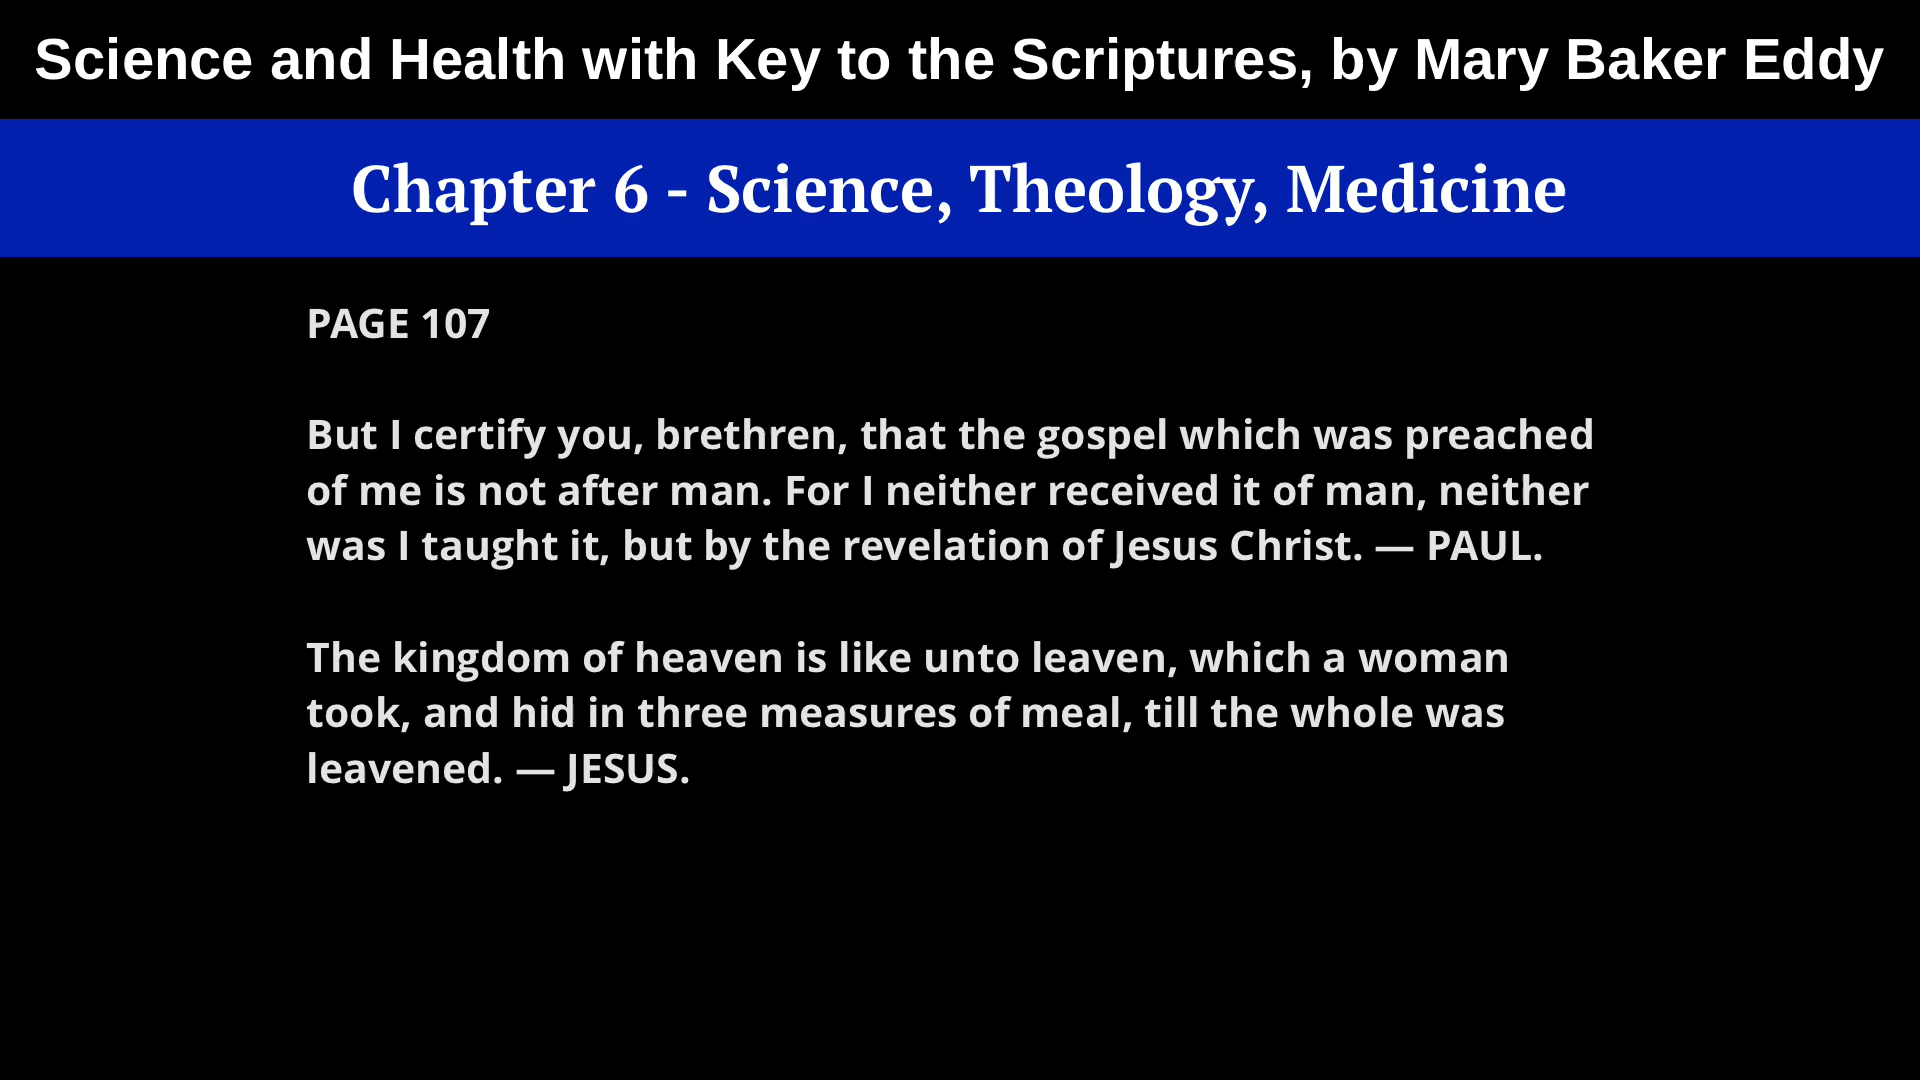 Science and Health with Key to the Scriptures, by Mary Baker Eddy
Chapter 6 - Science, Theology, Medicine
PAGE 107
But I certify you, brethren, that the gospel which was preached
of me is not after man. For I neither received it of man, neither
was I taught it, but by the revelation of Jesus Christ. — PAUL.
The kingdom of heaven is like unto leaven, which a woman
took, and hid in three measures of meal, till the whole was
leavened. — JESUS.